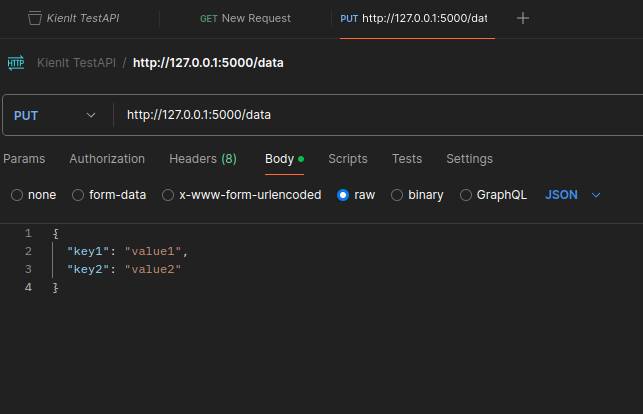 KienIt TestAPI GET New Request PUT http://127.0.0.1:5000/dat
HTTP KienIt TestAPI / http://127.0.0.1:5000/data
PUT http://127.0.0.1:5000/data
Params Authorization Headers (8) Body Scripts Tests Settings
none form-data x-www-form-urlencoded raw binary GraphQL JSON
1 {
2 "key1": "value1",
3 "key2": "value2"
4 }